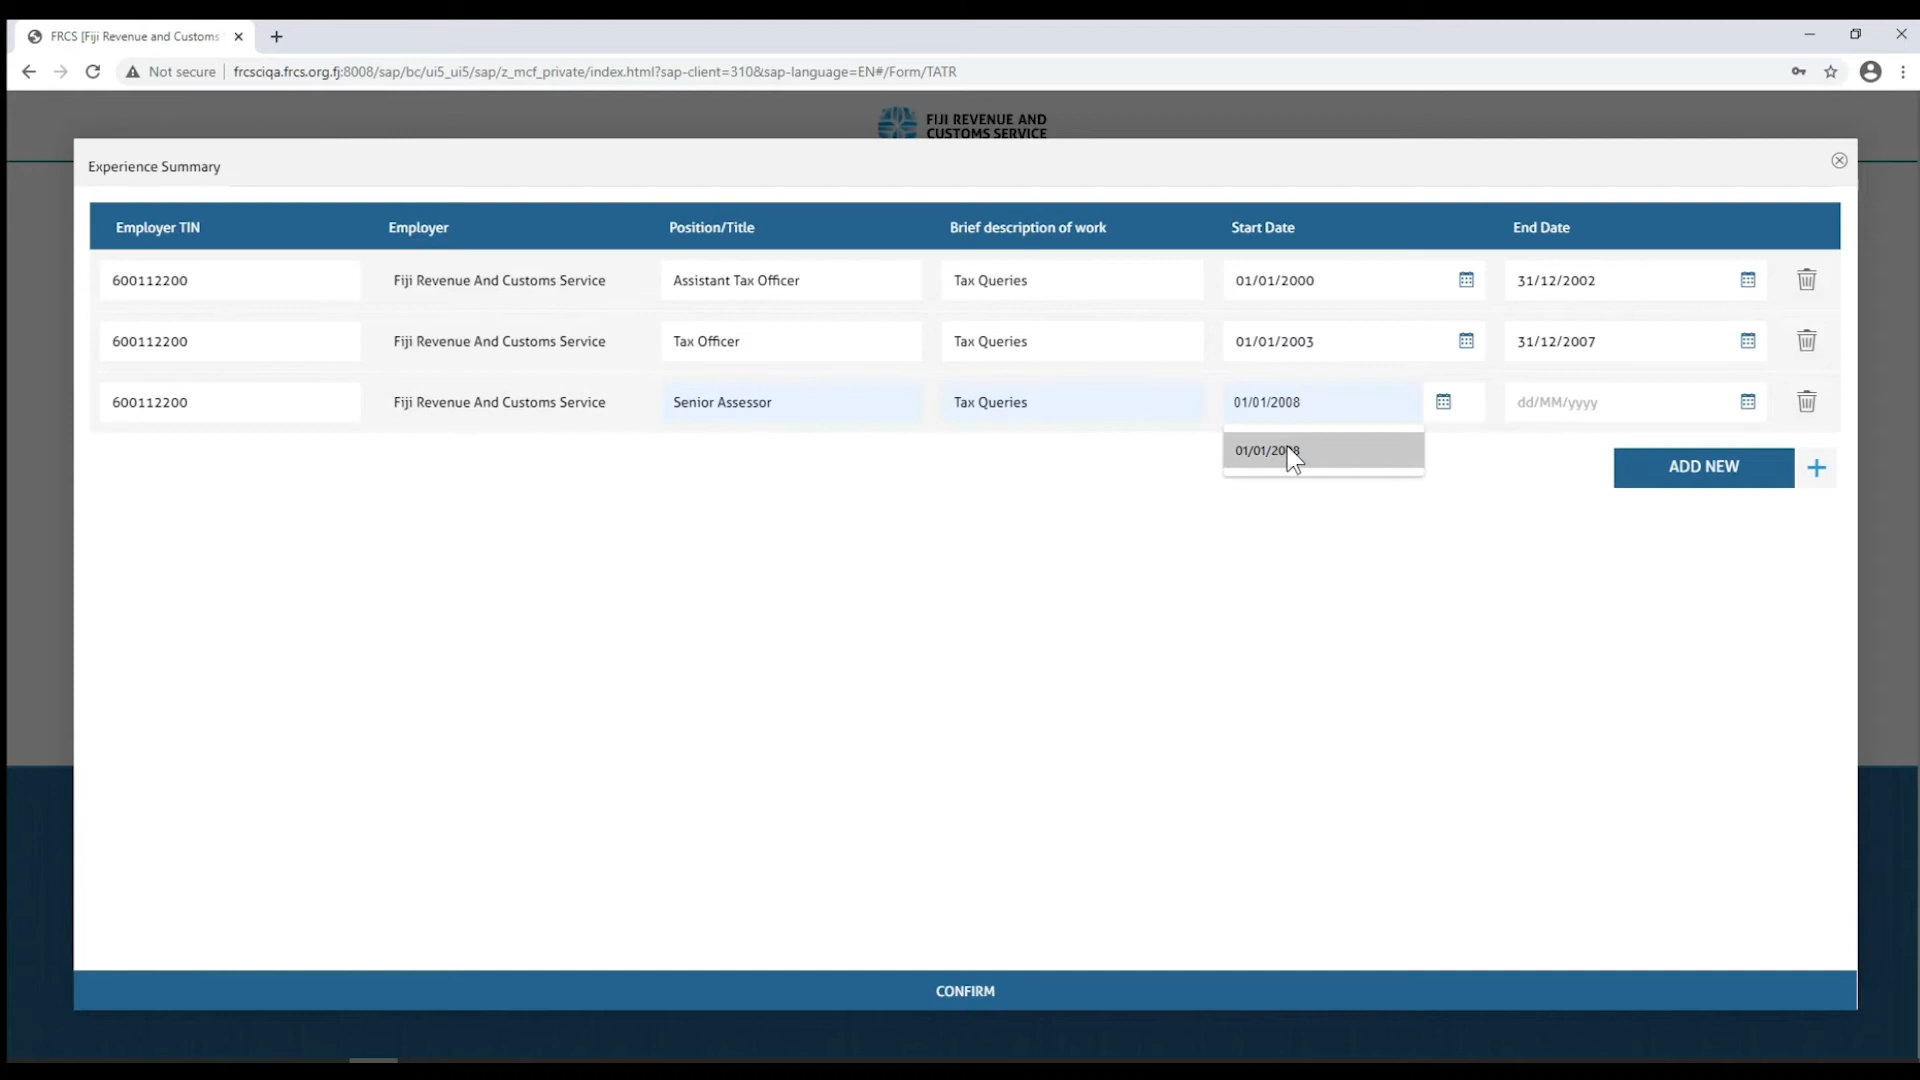 FRCS [Fiji Revenue and Customs
Not secure frcsciqa.frcs.org.fj:8008/sap/bc/ui5_ui5/sap/z_mcf_private/index.html?sap-client=310&sap-language=EN#/Form/TATR
FIJI REVENUE AND
CUSTOMS SERVICE
Experience Summary
Employer TIN Employer Position/Title Brief description of work Start Date End Date
600112200 Fiji Revenue And Customs Service Assistant Tax Officer Tax Queries 01/01/2000 31/12/2002
600112200 Fiji Revenue And Customs Service Tax Officer Tax Queries 01/01/2003 31/12/2007
600112200 Fiji Revenue And Customs Service Senior Assessor Tax Queries 01/01/2008 dd/MM/yyyy
01/01/2008
ADD NEW +
CONFIRM